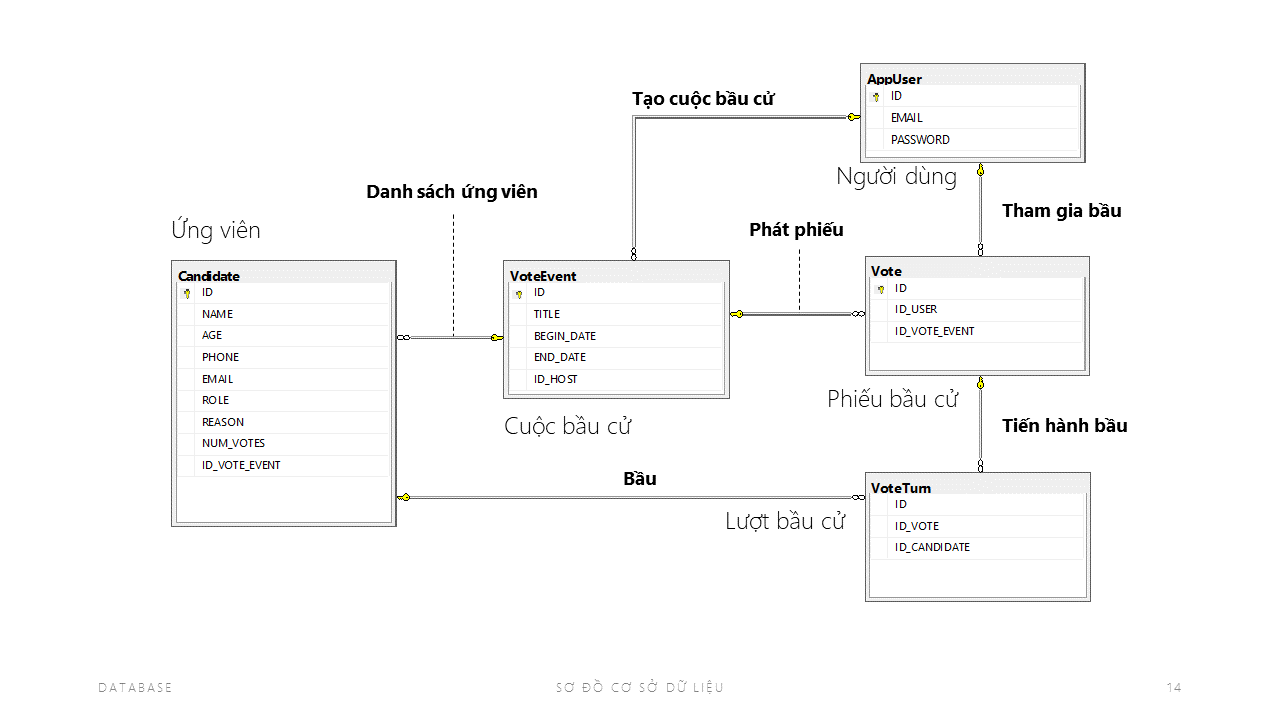 AppUser
ID
EMAIL
PASSWORD
Người dùng
Tạo cuộc bầu cử
Danh sách ứng viên
Ứng viên
Phát phiếu
Tham gia bầu
Candidate
ID
NAME
AGE
PHONE
EMAIL
ROLE
REASON
NUM_VOTES
ID_VOTE_EVENT
VoteEvent
ID
TITLE
BEGIN_DATE
END_DATE
ID_HOST
Cuộc bầu cử
Vote
ID
ID_USER
ID_VOTE_EVENT
Phiếu bầu cử
Tiến hành bầu
Bầu
Lượt bầu cử
VoteTurn
ID
ID_VOTE
ID_CANDIDATE
DATABASE
SƠ ĐỒ CƠ SỞ DỮ LIỆU
14